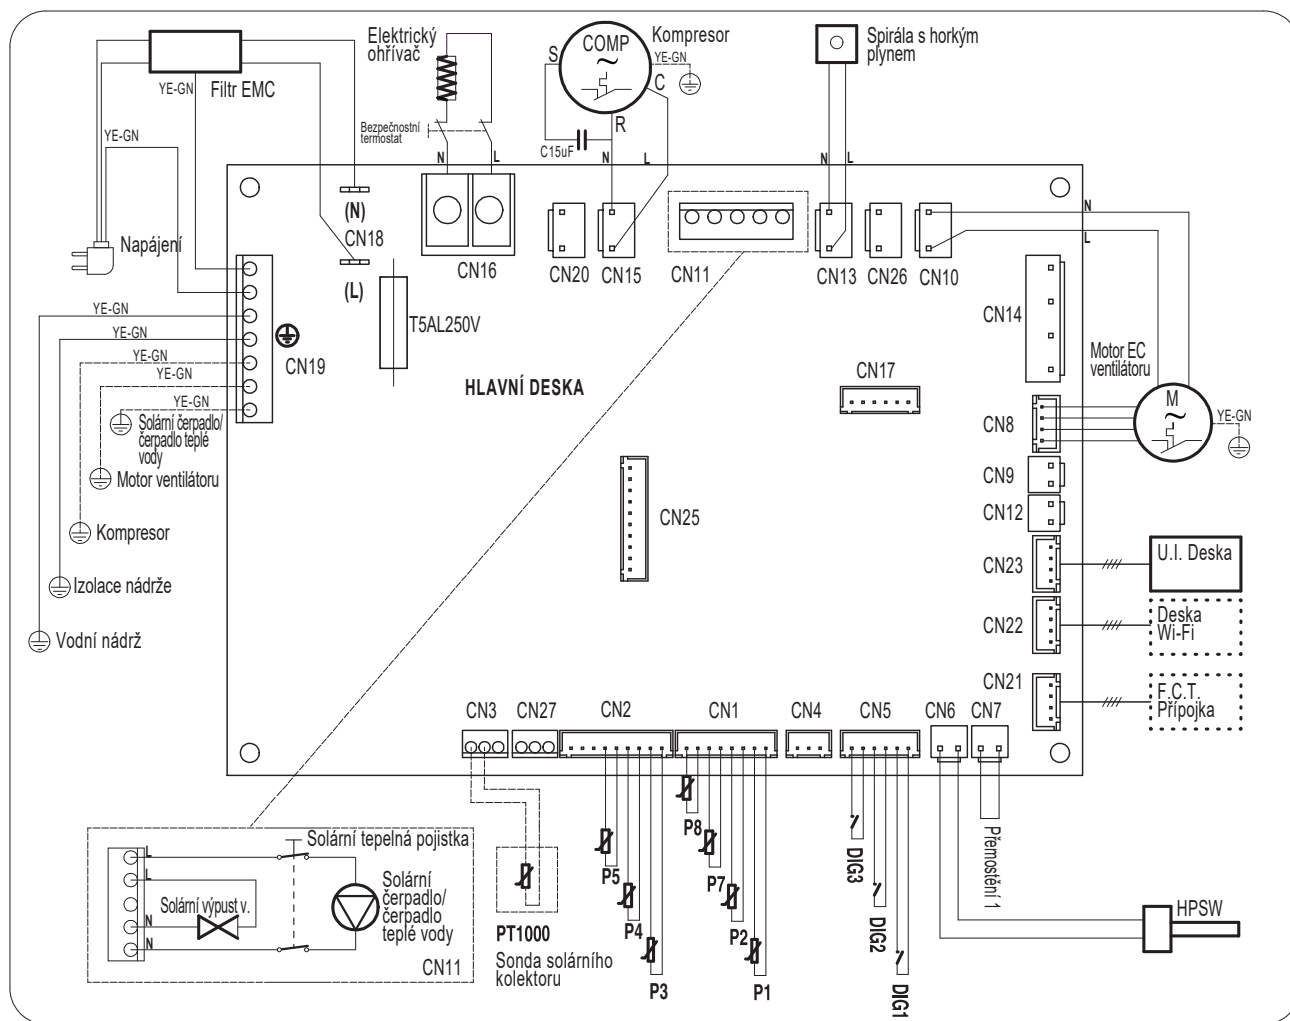 Filtr EMC
YE-GN
YE-GN
Napájení
Elektrický
ohřívač
Bezpečnostní
termostat
N
L
COMP
S
R
C
Kompresor
YE-GN
C15uF
N
L
Spirála s horkým
plynem
N
L
N
L
(N)
CN18
(L)
CN16
CN20
CN15
CN11
CN13
CN26
CN10
T5AL250V
CN19
YE-GN
YE-GN
YE-GN
YE-GN
YE-GN
Solární čerpadlo/
čerpadlo teplé
vody
Motor ventilátoru
Kompresor
Izolace nádrže
Vodní nádrž
HLAVNÍ DESKA
CN17
CN25
CN14
CN8
CN9
CN12
CN23
CN22
CN21
Motor EC
ventilátoru
M
YE-GN
U.I. Deska
Deska
Wi-Fi
F.C.T.
Přípojka
CN3
CN27
CN2
CN1
CN4
CN5
CN6
CN7
P5
P4
P3
P8
P7
P2
P1
DIG3
DIG2
DIG1
Přemostění 1
HPSW
PT1000
Sonda solárního
kolektoru
Solární tepelná pojistka
L
L
Solární výpust v.
N
N
Solární
čerpadlo/
čerpadlo
teplé vody
CN11